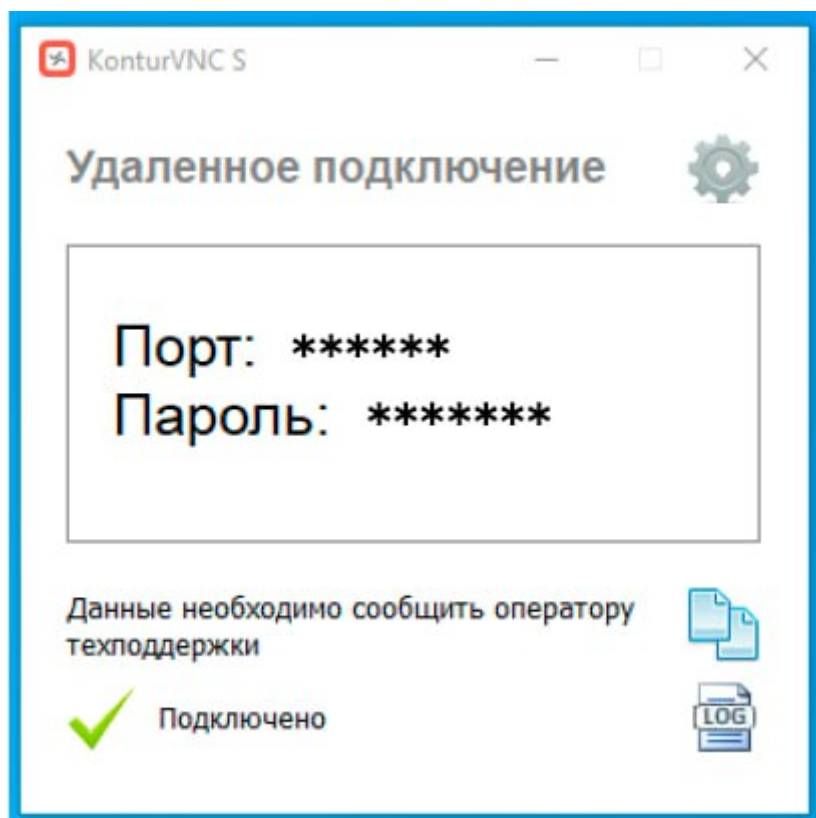 KonturVNC S
Удаленное подключение
Порт: ******
Пароль: *******
Данные необходимо сообщить оператору
техподдержки
Подключено
LOG